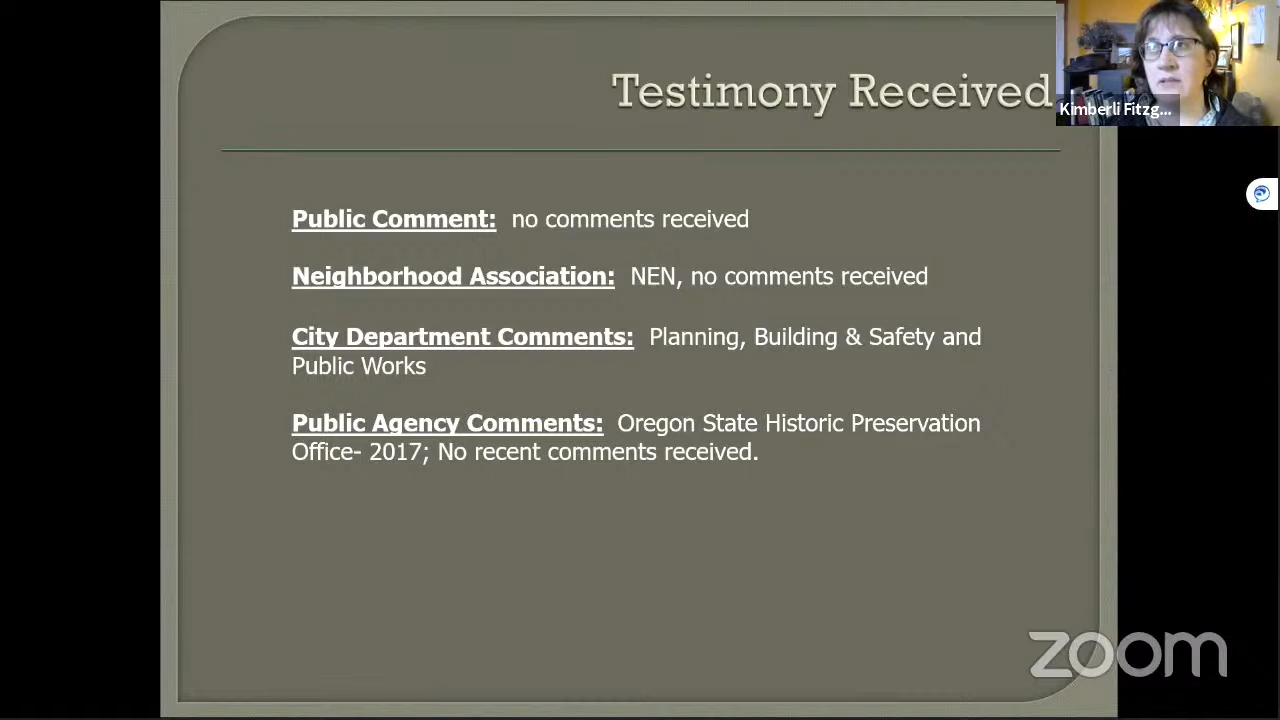 Testimony Received
Kimberli Fitzg...
Public Comment: no comments received
Neighborhood Association: NEN, no comments received
City Department Comments: Planning, Building & Safety and
Public Works
Public Agency Comments: Oregon State Historic Preservation
Office- 2017; No recent comments received.
zoom